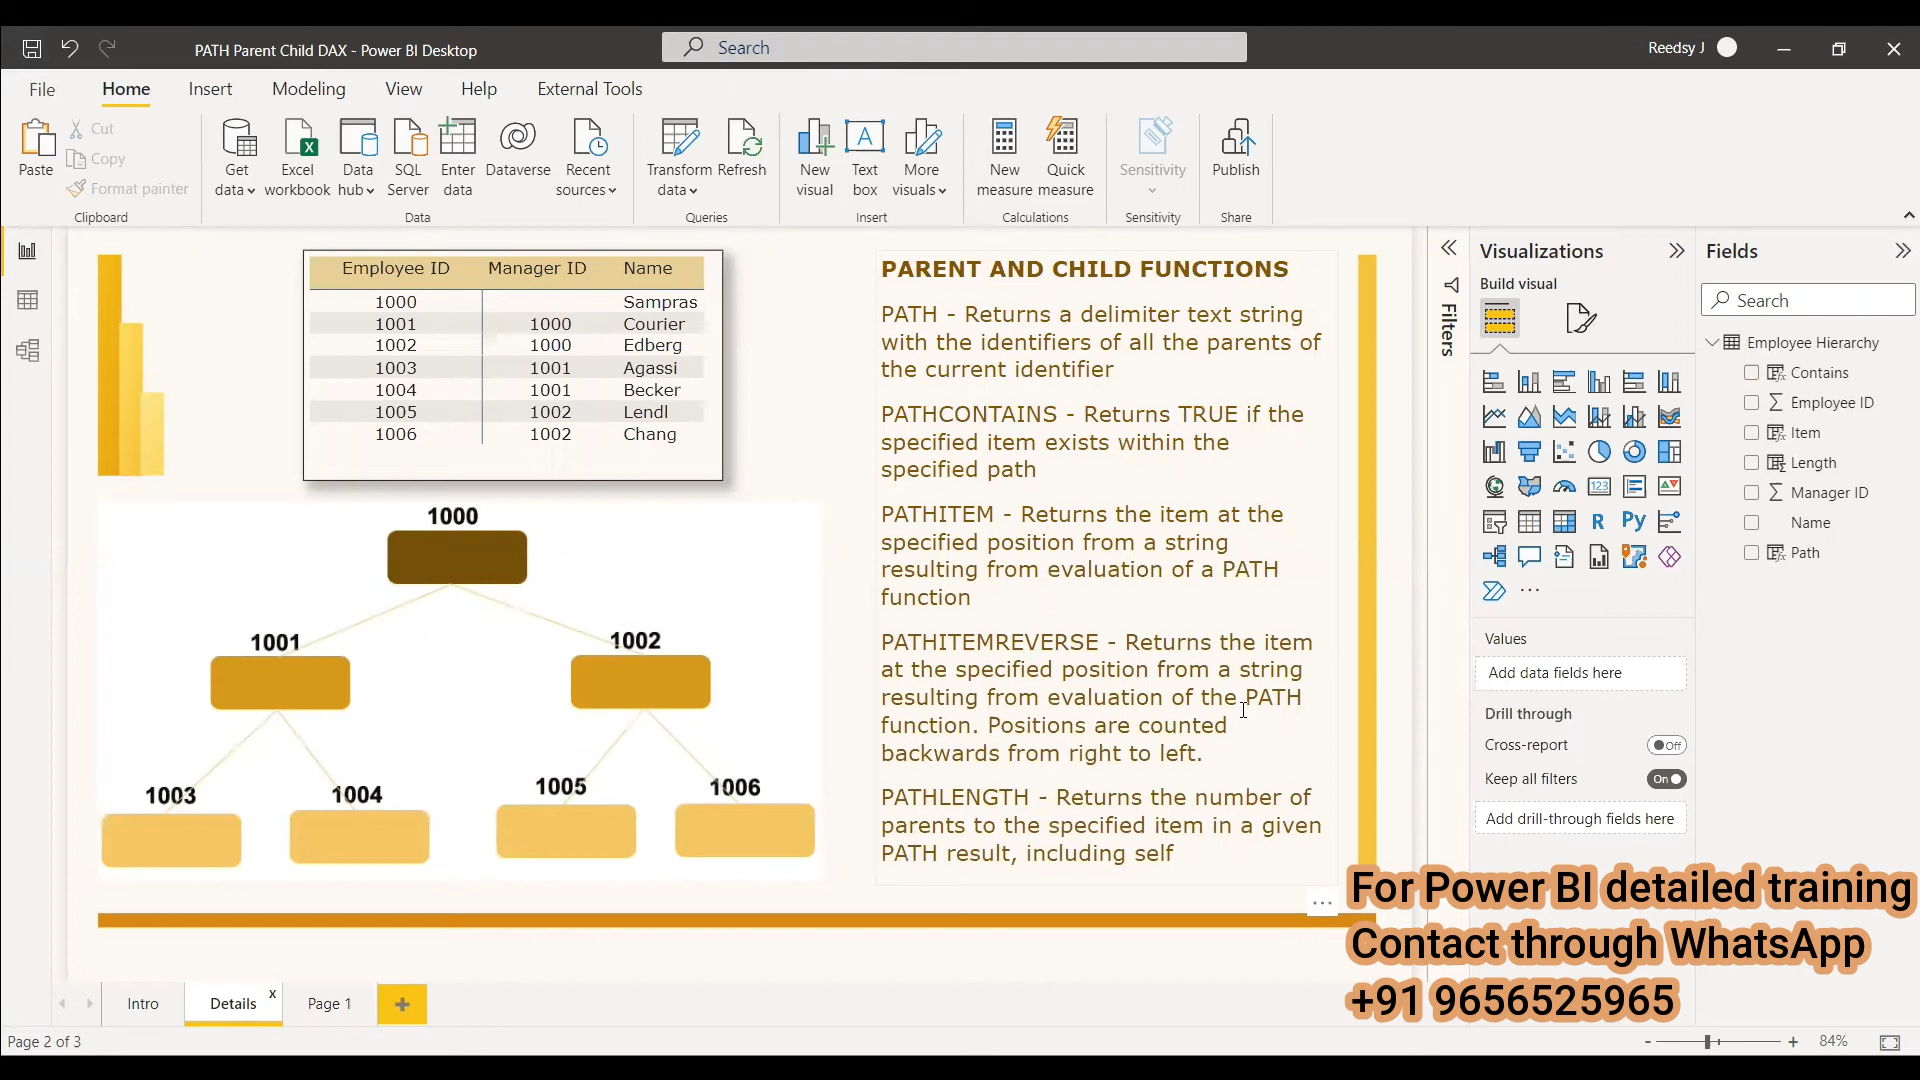 PATH Parent Child DAX - Power BI Desktop
Search
Reedsy J
File Home Insert Modeling View Help External Tools
Paste
Cut
Copy
Format painter
Clipboard
Get data
Excel workbook
Data hub
SQL Server
Enter data
Dataverse
Recent sources
Data
Transform data
Refresh
Queries
New visual
Text box
More visuals
Insert
New measure
Quick measure
Calculations
Sensitivity
Sensitivity
Publish
Share
Employee ID Manager ID Name
1000 Sampras
1001 1000 Courier
1002 1000 Edberg
1003 1001 Agassi
1004 1001 Becker
1005 1002 Lendl
1006 1002 Chang
1000
1001 1002
1003 1004 1005 1006
PARENT AND CHILD FUNCTIONS
PATH - Returns a delimiter text string
with the identifiers of all the parents of
the current identifier
PATHCONTAINS - Returns TRUE if the
specified item exists within the
specified path
PATHITEM - Returns the item at the
specified position from a string
resulting from evaluation of a PATH
function
PATHITEMREVERSE - Returns the item
at the specified position from a string
resulting from evaluation of the PATH
function. Positions are counted
backwards from right to left.
PATHLENGTH - Returns the number of
parents to the specified item in a given
PATH result, including self
Filters
Visualizations
Build visual
123
R
Py
Values
Add data fields here
Drill through
Cross-report Off
Keep all filters On
Add drill-through fields here
Fields
Search
Employee Hierarchy
Contains
Employee ID
Item
Length
Manager ID
Name
Path
For Power BI detailed training
Contact through WhatsApp
+91 9656525965
Intro Details x Page 1 +
Page 2 of 3
- + 84%